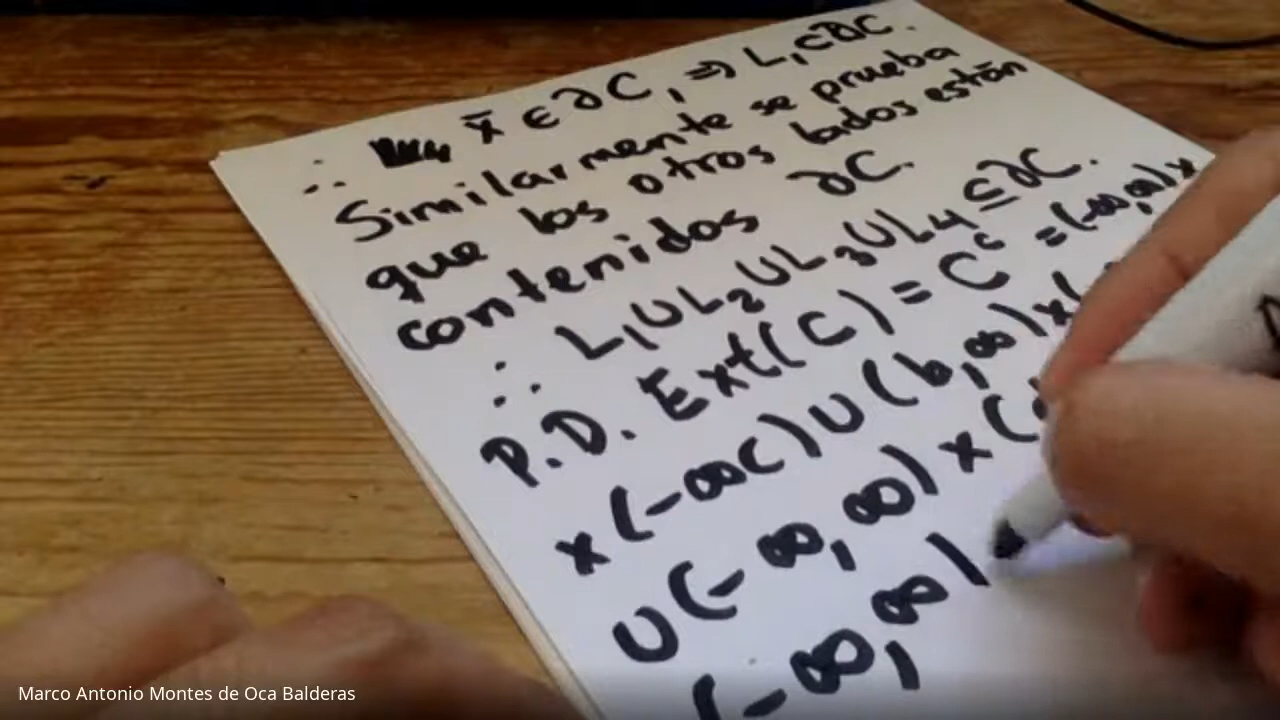 ∴ x̄ ∈ ∂C, ⇒ L₁ ⊂ ∂C.
Similarmente se prueba
que los otros lados están
contenidos ∂C.
∴ L₁ ∪ L₂ ∪ L₃ ∪ L₄ ⊆ ∂C.
P.D. Ext(C) = Cᶜ = (-∞,∞) x
x (-∞ c) ∪ (b, ∞) x (
∪ (-∞, ∞) x (
(-∞, ∞)
Marco Antonio Montes de Oca Balderas